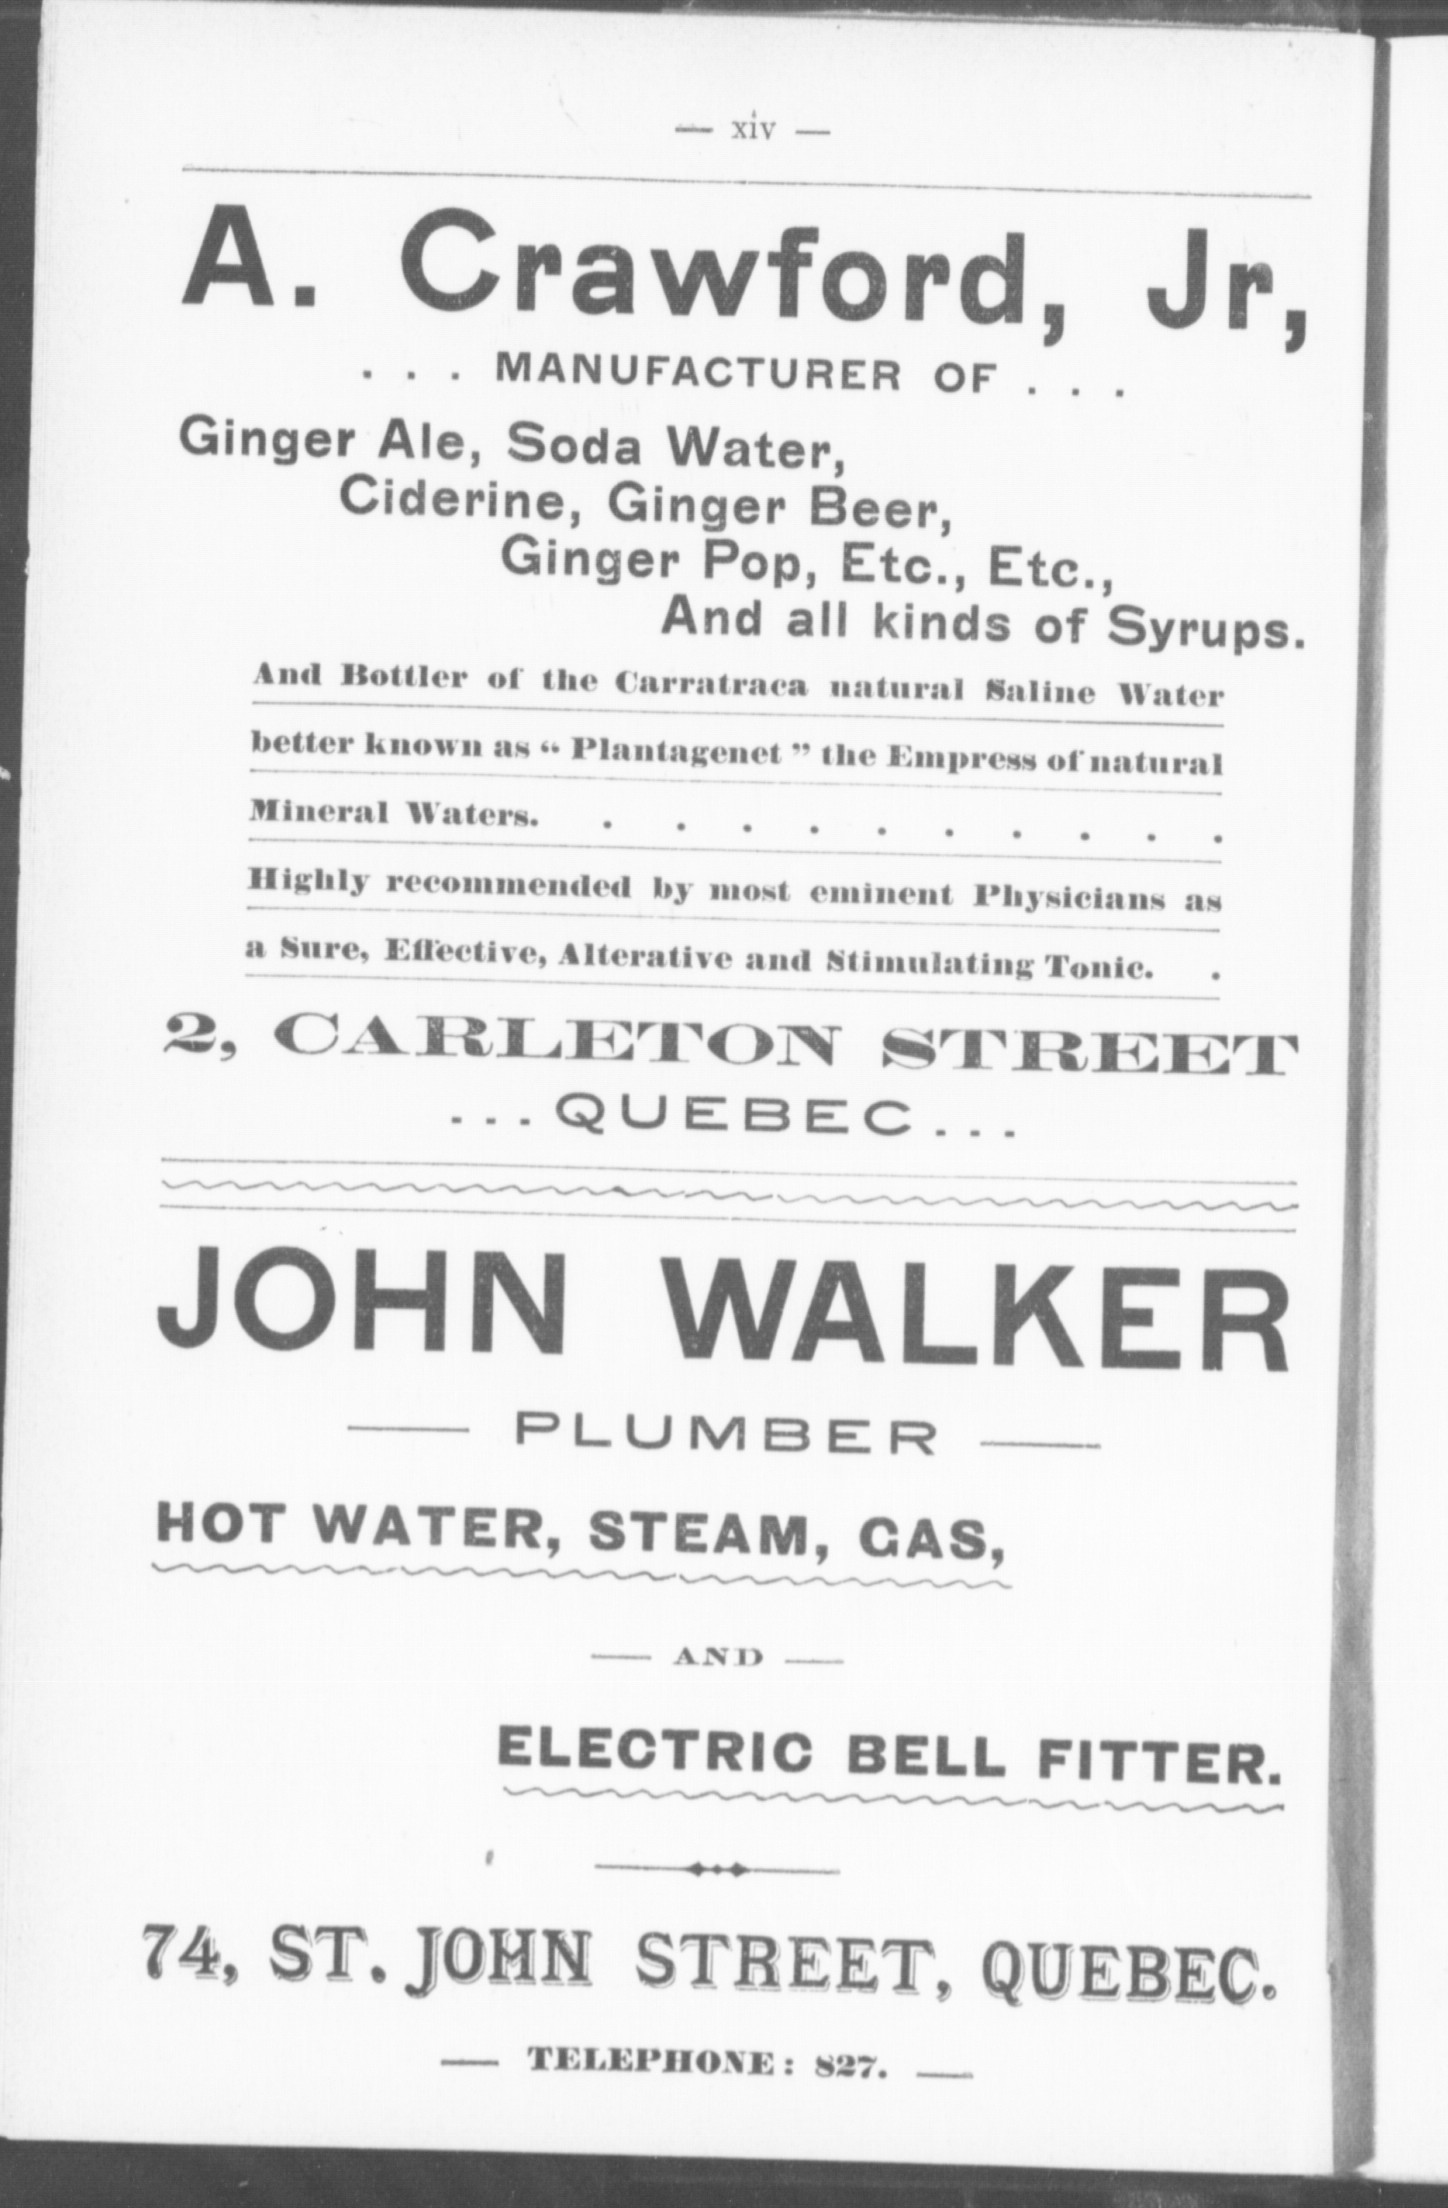 — xiv —
A. Crawford, Jr,
. . . MANUFACTURER OF . . .
Ginger Ale, Soda Water,
Ciderine, Ginger Beer,
Ginger Pop, Etc., Etc.,
And all kinds of Syrups.
And Bottler of the Carratraca natural Saline Water
better known as “ Plantagenet ” the Empress of natural
Mineral Waters. . . . . . . . . . .
Highly recommended by most eminent Physicians as
a Sure, Effective, Alterative and Stimulating Tonic. .
2, CARLETON STREET
. . . QUEBEC . . .
JOHN WALKER
— PLUMBER —
HOT WATER, STEAM, GAS,
— AND —
ELECTRIC BELL FITTER.
74, ST. JOHN STREET, QUEBEC.
— TELEPHONE: 827. —